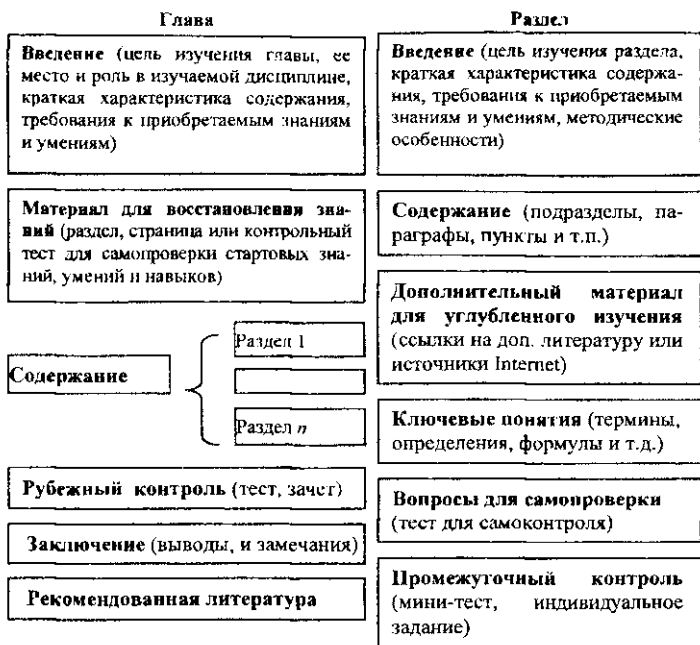 Глава
Введение (цель изучения главы, ее
место и роль в изучаемой дисциплине,
краткая характеристика содержания,
требования к приобретаемым знаниям
и умениям)
Материал для восстановления зна-
ний (раздел, страница или контрольный
тест для самопроверки стартовых зна-
ний, умений и навыков)
Содержание
Раздел 1
Раздел n
Рубежный контроль (тест, зачет)
Заключение (выводы, и замечания)
Рекомендованная литература
Раздел
Введение (цель изучения раздела,
краткая характеристика содержа-
ния, требования к приобретаемым
знаниям и умениям, методические
особенности)
Содержание (подразделы, па-
раграфы, пункты и т.п.)
Дополнительный материал
для углубленного изучения
(ссылки на доп. литературу или
источники Internet)
Ключевые понятия (термины,
определения, формулы и т.д.)
Вопросы для самопроверки
(тест для самоконтроля)
Промежуточный контроль
(мини-тест, индивидуальное
задание)